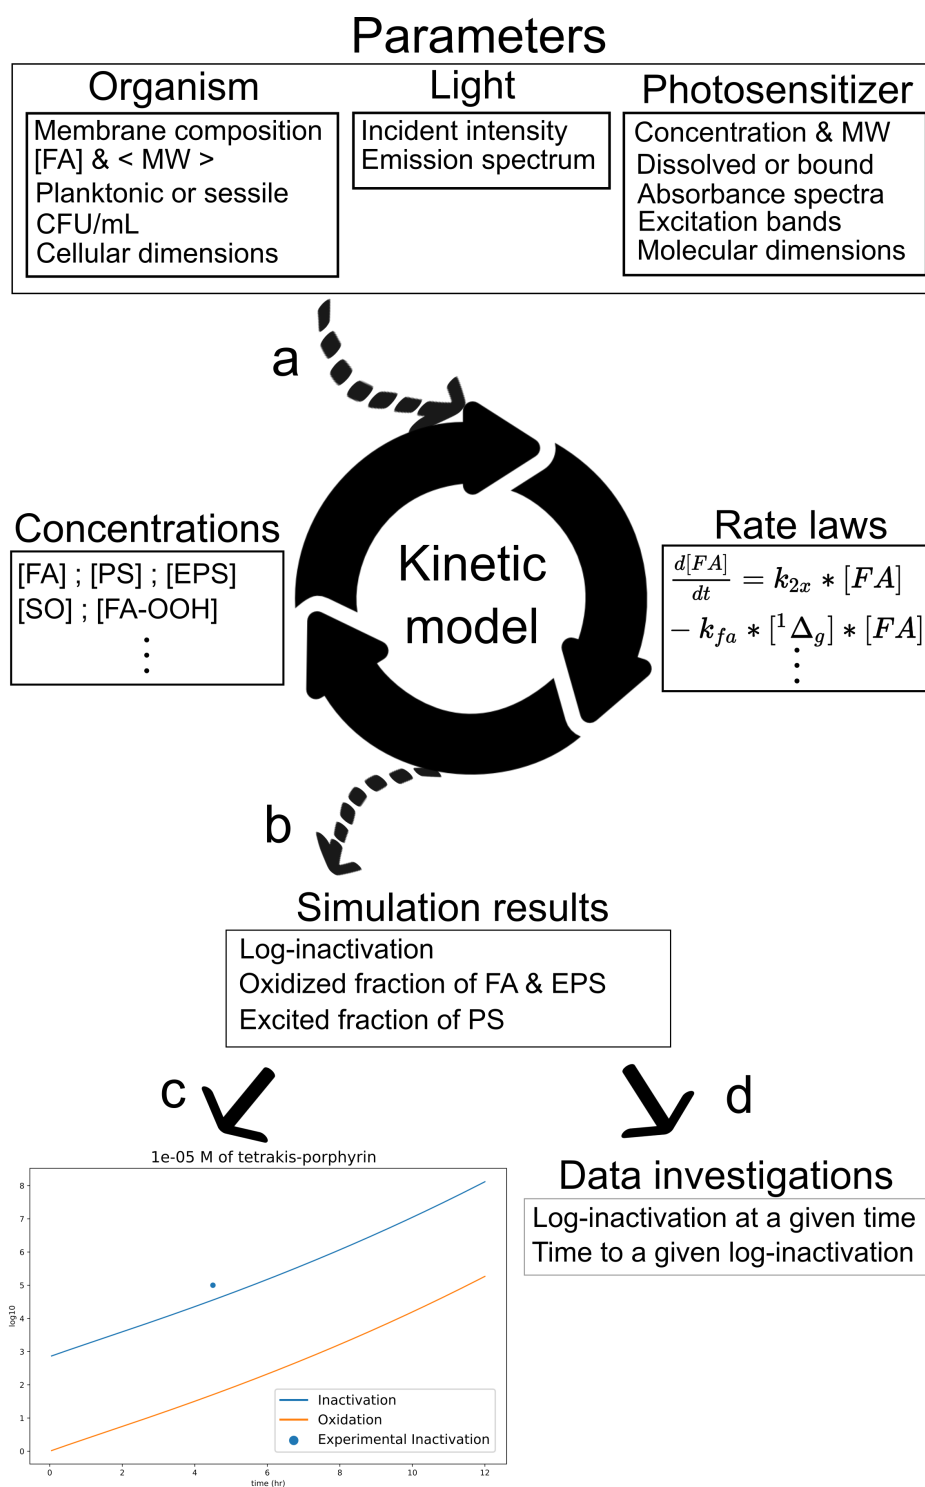 Parameters
Organism
Membrane composition
[FA] & < MW >
Planktonic or sessile
CFU/mL
Cellular dimensions
Light
Incident intensity
Emission spectrum
Photosensitizer
Concentration & MW
Dissolved or bound
Absorbance spectra
Excitation bands
Molecular dimensions
a
Concentrations
[FA] ; [PS] ; [EPS]
[SO] ; [FA-OOH]
⋮
Kinetic
model
Rate laws
d[FA]/dt = k₂ₓ * [FA]
− k_fa * [¹Δ_g] * [FA]
⋮
b
Simulation results
Log-inactivation
Oxidized fraction of FA & EPS
Excited fraction of PS
c
d
1e-05 M of tetrakis-porphyrin
8
7
6
5
4
3
2
1
0
log10
Inactivation
Oxidation
Experimental Inactivation
0 2 4 6 8 10 12
time (hr)
Data investigations
Log-inactivation at a given time
Time to a given log-inactivation